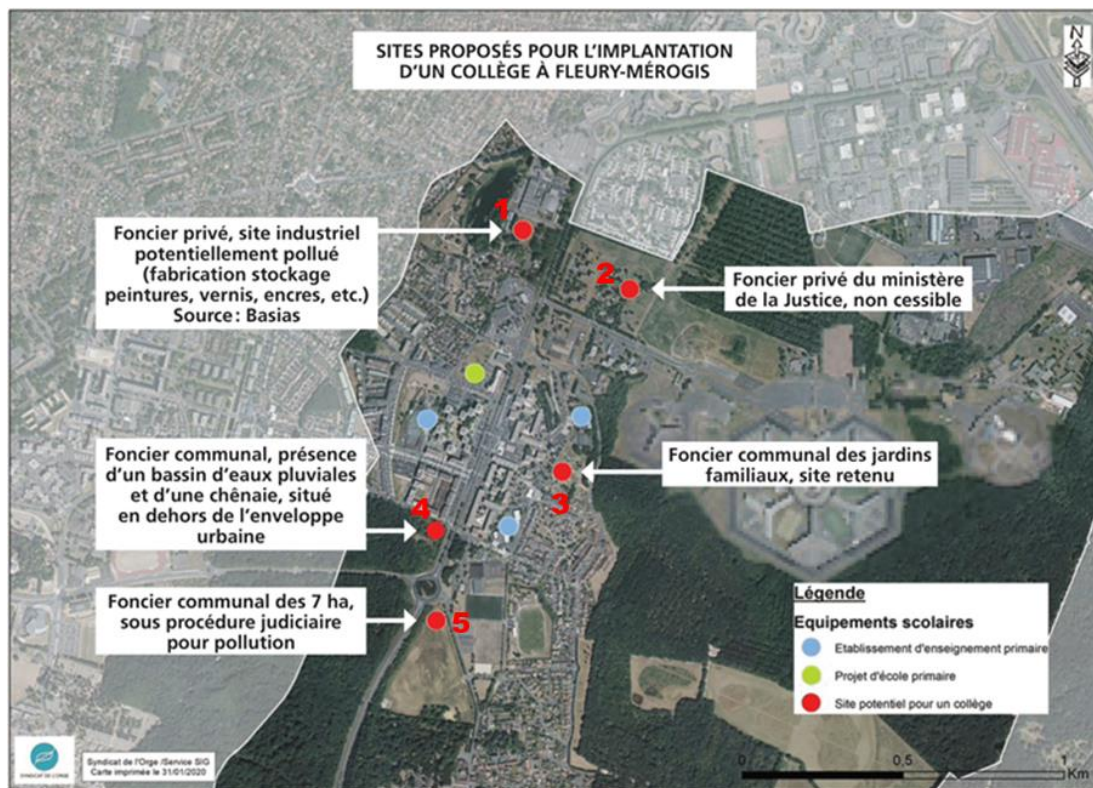 SITES PROPOSÉS POUR L'IMPLANTATION
D'UN COLLÈGE À FLEURY-MÉROGIS
N
1
Foncier privé, site industriel
potentiellement pollué
(fabrication stockage
peintures, vernis, encres, etc.)
Source : Basias
2
Foncier privé du ministère
de la Justice, non cessible
Foncier communal, présence
d'un bassin d'eaux pluviales
et d'une chênaie, situé
en dehors de l'enveloppe
urbaine
4
Foncier communal des jardins
familiaux, site retenu
3
Foncier communal des 7 ha,
sous procédure judiciaire
pour pollution
5
Légende
Equipements scolaires
Etablissement d'enseignement primaire
Projet d'école primaire
Site potentiel pour un collège
SYNDICAT DE L'ORGE
Syndicat de l'Orge /Service SIG
Carte imprimée le 31/01/2020
0 0,5 1
Km